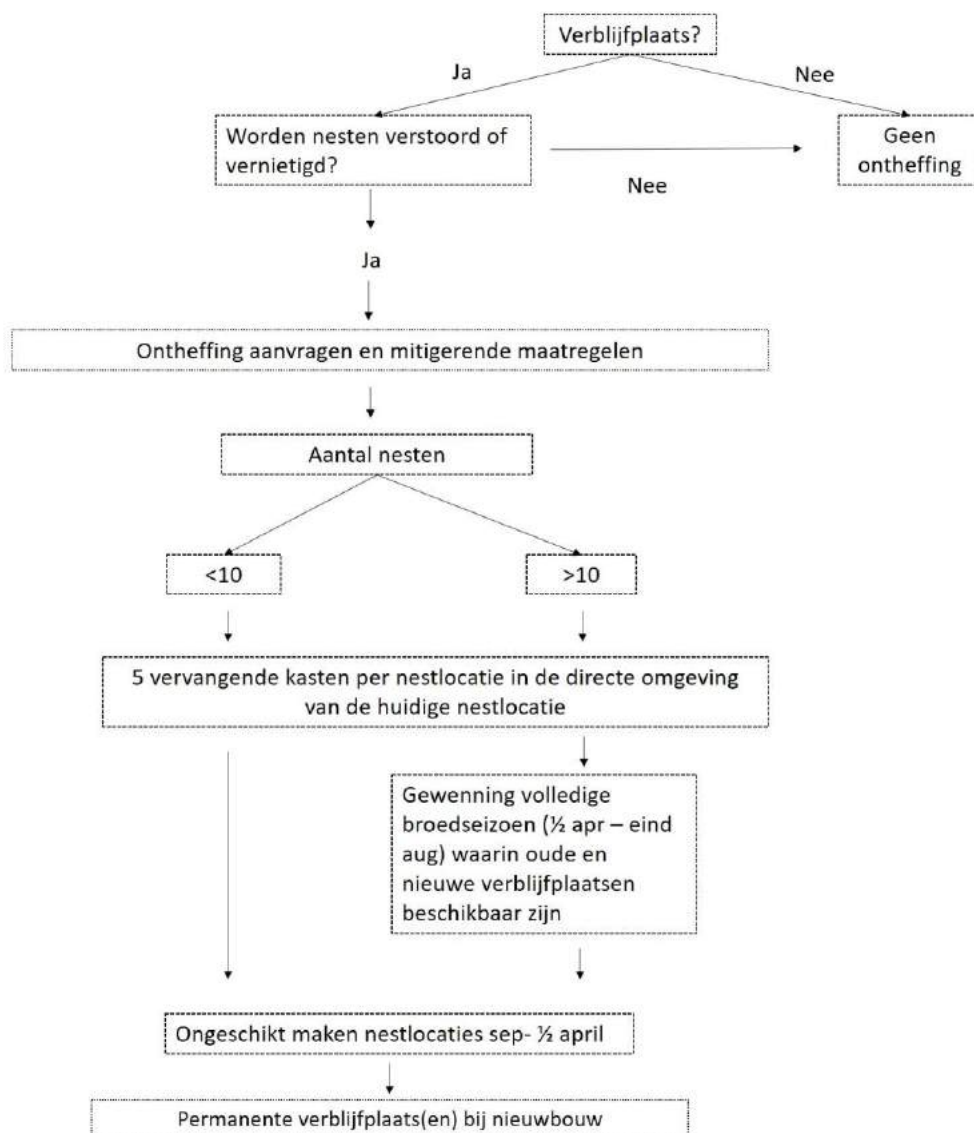 Verblijfplaats?
Ja
Nee
Worden nesten verstoord of
vernietigd?
Nee
Geen
ontheffing
Ja
Ontheffing aanvragen en mitigerende maatregelen
Aantal nesten
<10
>10
5 vervangende kasten per nestlocatie in de directe omgeving
van de huidige nestlocatie
Gewenning volledige
broedseizoen (½ apr – eind
aug) waarin oude en
nieuwe verblijfplaatsen
beschikbaar zijn
Ongeschikt maken nestlocaties sep- ½ april
Permanente verblijfplaats(en) bij nieuwbouw